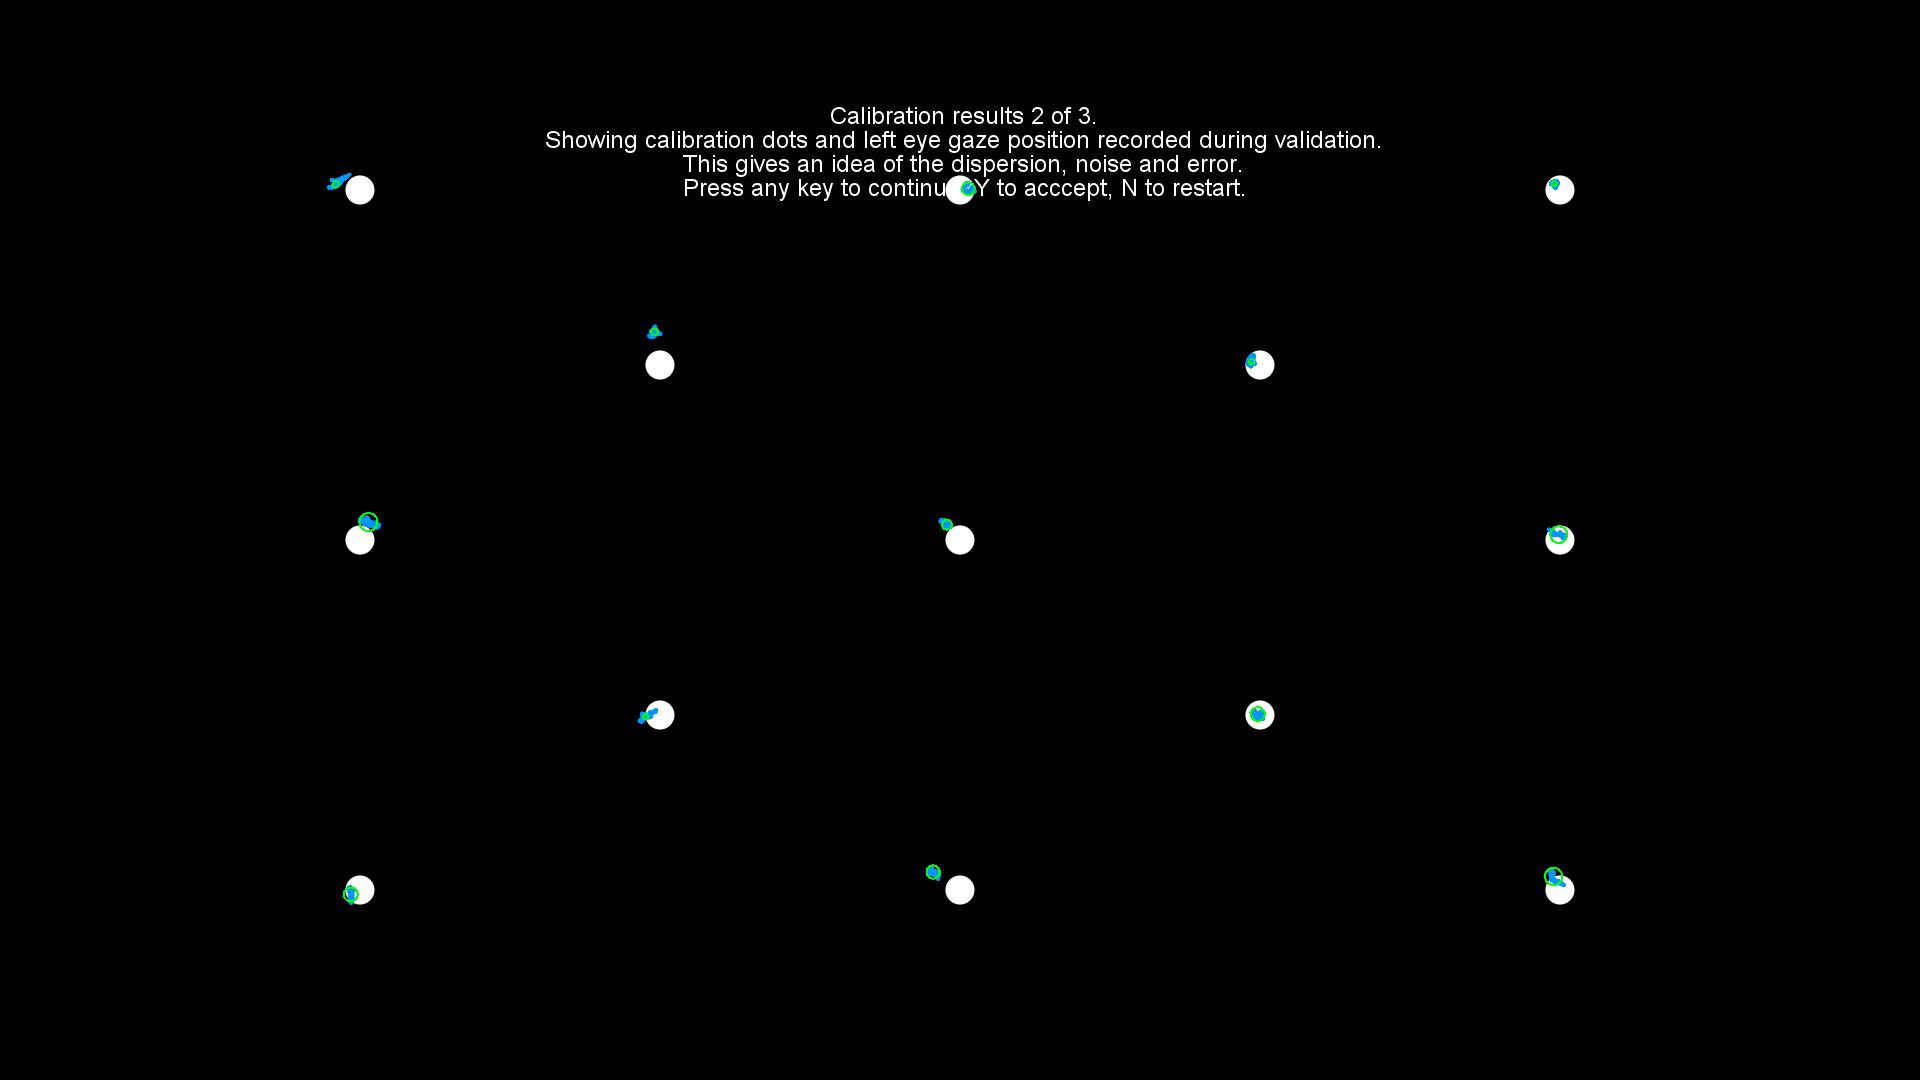 Calibration results 2 of 3.
Showing calibration dots and left eye gaze position recorded during validation.
This gives an idea of the dispersion, noise and error.
Press any key to continu Y to acccept, N to restart.